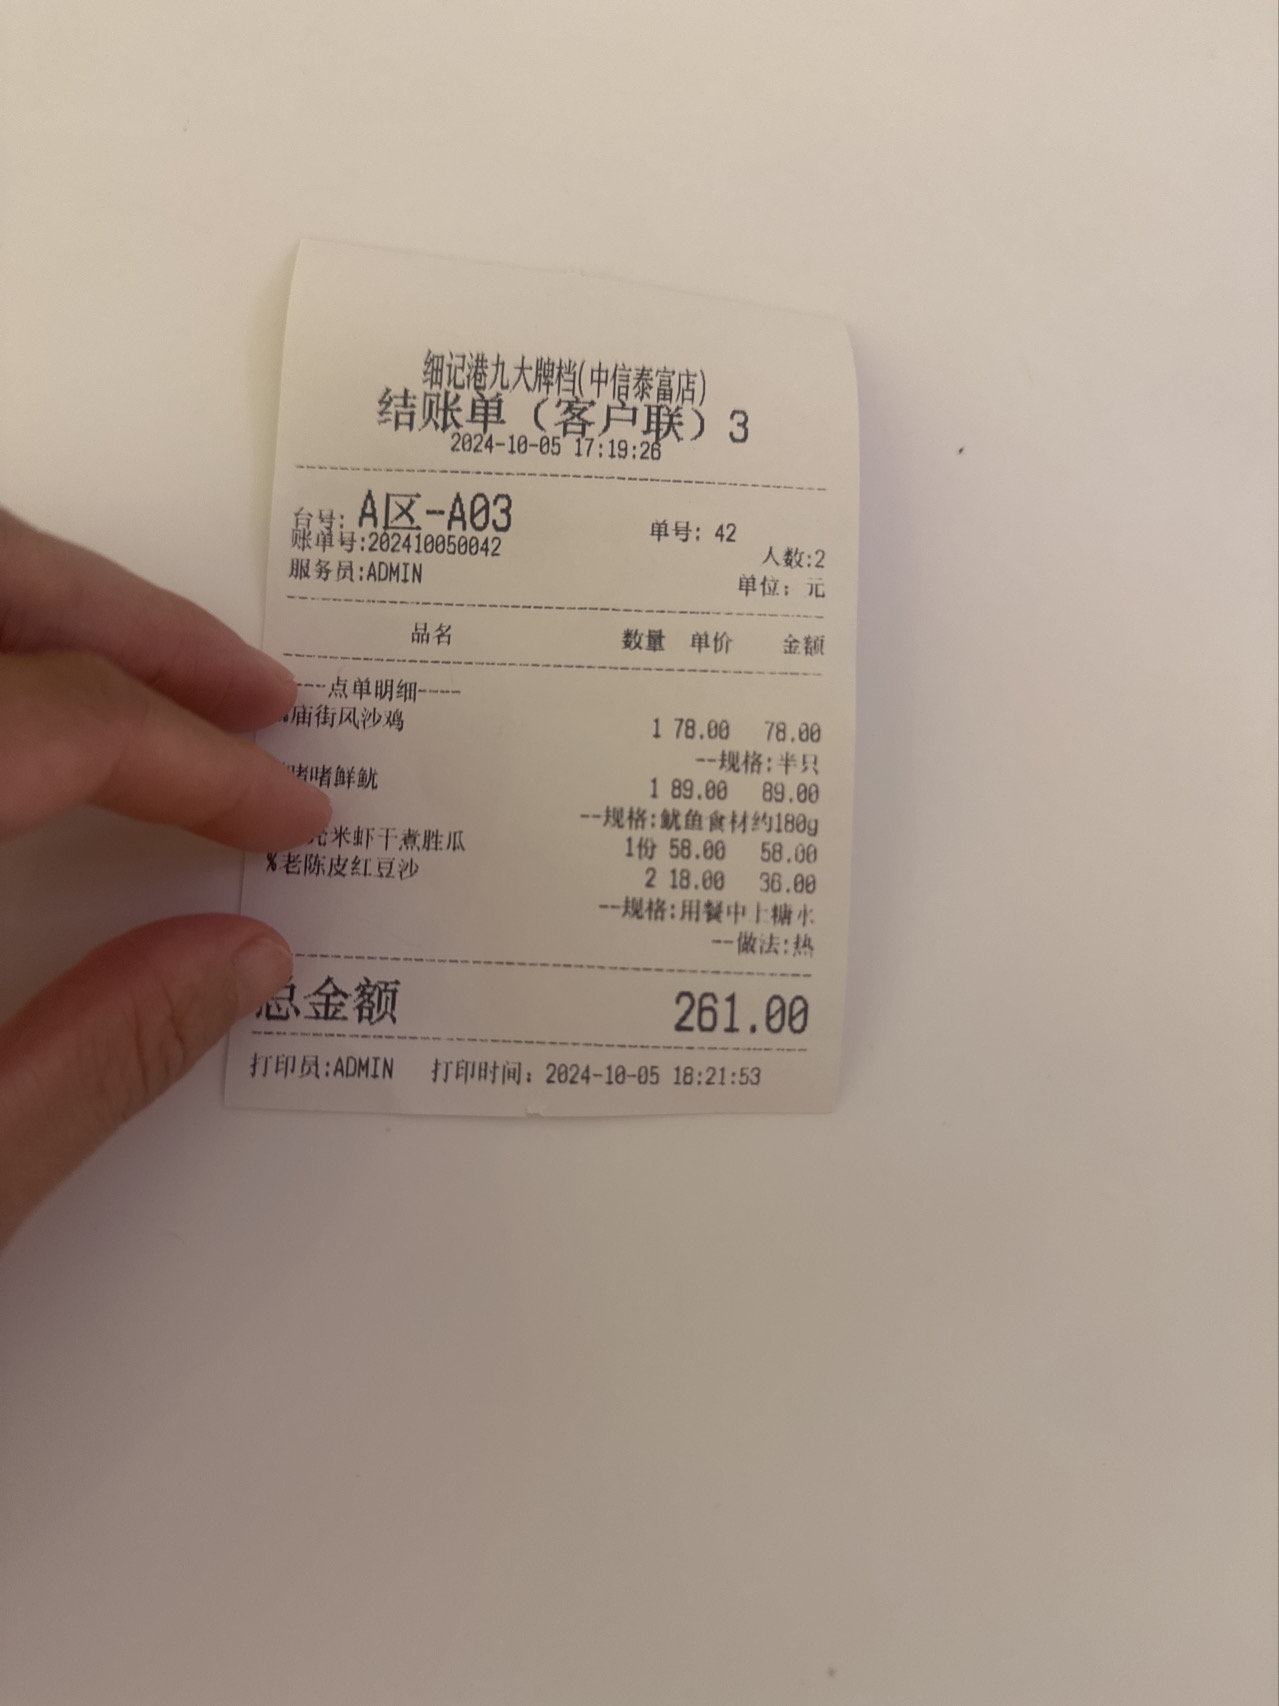 细记港九大牌档(中信泰富店)
结账单（客户联）3
2024-10-05 17:19:26
台号: A区-A03 单号: 42
账单号:202410050042 人数:2
服务员:ADMIN 单位: 元
品名 数量 单价 金额
---点单明细----
%庙街风沙鸡 1 78.00 78.00
--规格:半只
啫啫鲜鱿 1 89.00 89.00
--规格:鱿鱼食材约180g
米虾干煮胜瓜 1份 58.00 58.00
%老陈皮红豆沙 2 18.00 36.00
--规格:用餐中上糖水
--做法:热
总金额 261.00
打印员:ADMIN 打印时间: 2024-10-05 18:21:53